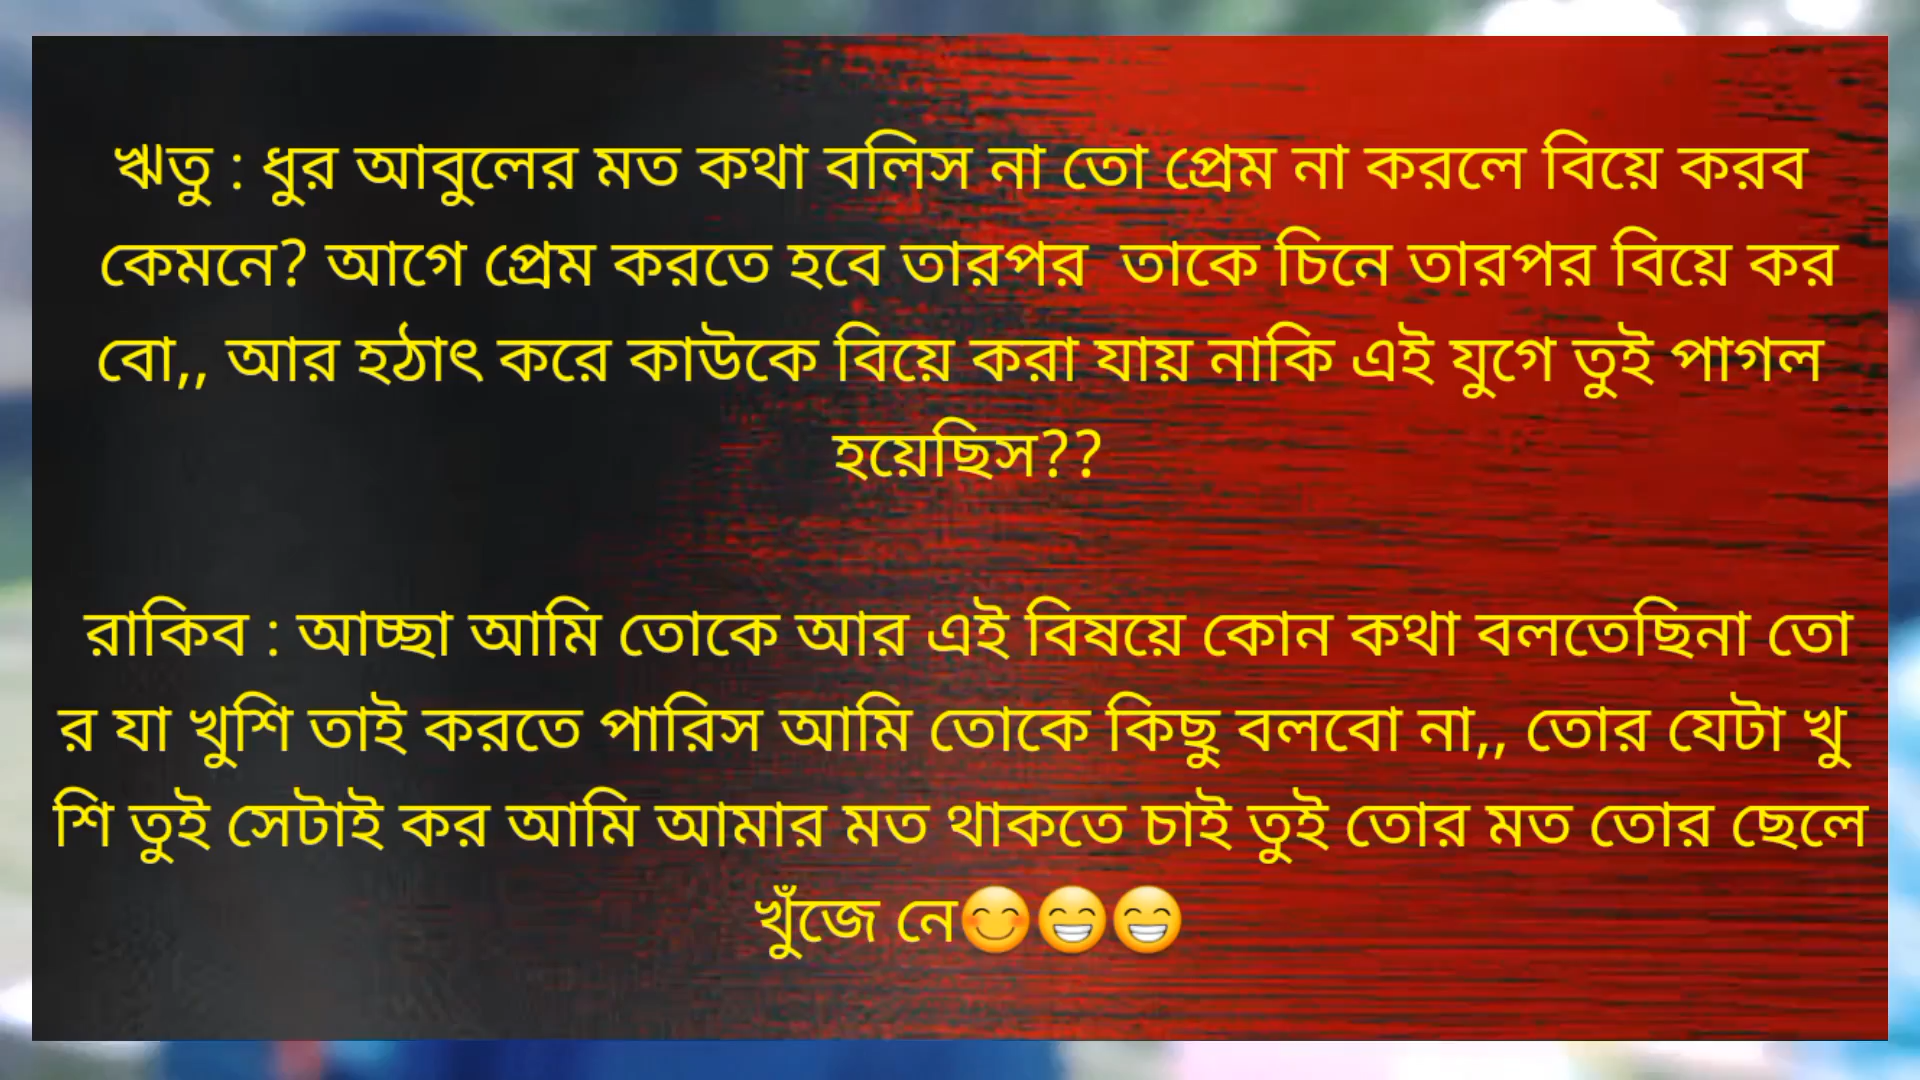 ঋতু : ধুর আবুলের মত কথা বলিস না তো প্রেম না করলে বিয়ে করব
কেমনে? আগে প্রেম করতে হবে তারপর  তাকে চিনে তারপর বিয়ে কর
বো,, আর হঠাৎ করে কাউকে বিয়ে করা যায় নাকি এই যুগে তুই পাগল
হয়েছিস??
রাকিব : আচ্ছা আমি তোকে আর এই বিষয়ে কোন কথা বলতেছিনা তো
র যা খুশি তাই করতে পারিস আমি তোকে কিছু বলবো না,, তোর যেটা খু
শি তুই সেটাই কর আমি আমার মত থাকতে চাই তুই তোর মত তোর ছেলে
খুঁজে নে😊😁😁